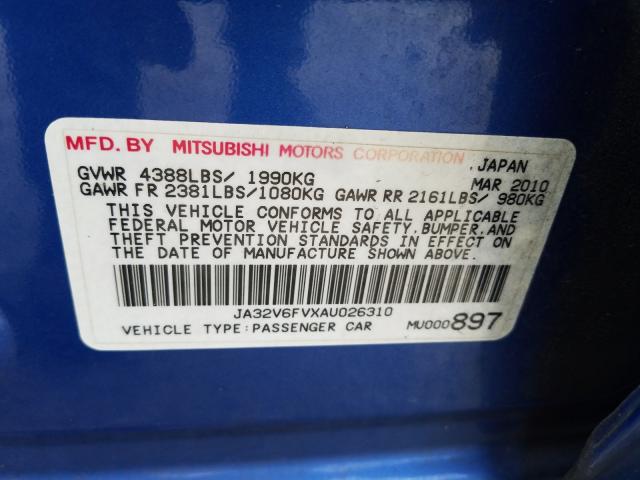 MFD. BY MITSUBISHI MOTORS CORPORATION
JAPAN
GVWR 4388LBS/ 1990KG MAR 2010
GAWR FR 2381LBS/1080KG GAWR RR 2161LBS/ 980KG
THIS VEHICLE CONFORMS TO ALL APPLICABLE
FEDERAL MOTOR VEHICLE SAFETY, BUMPER, AND
THEFT PREVENTION STANDARDS IN EFFECT ON
THE DATE OF MANUFACTURE SHOWN ABOVE.
JA32V6FVXAU026310
VEHICLE TYPE:PASSENGER CAR MU000897